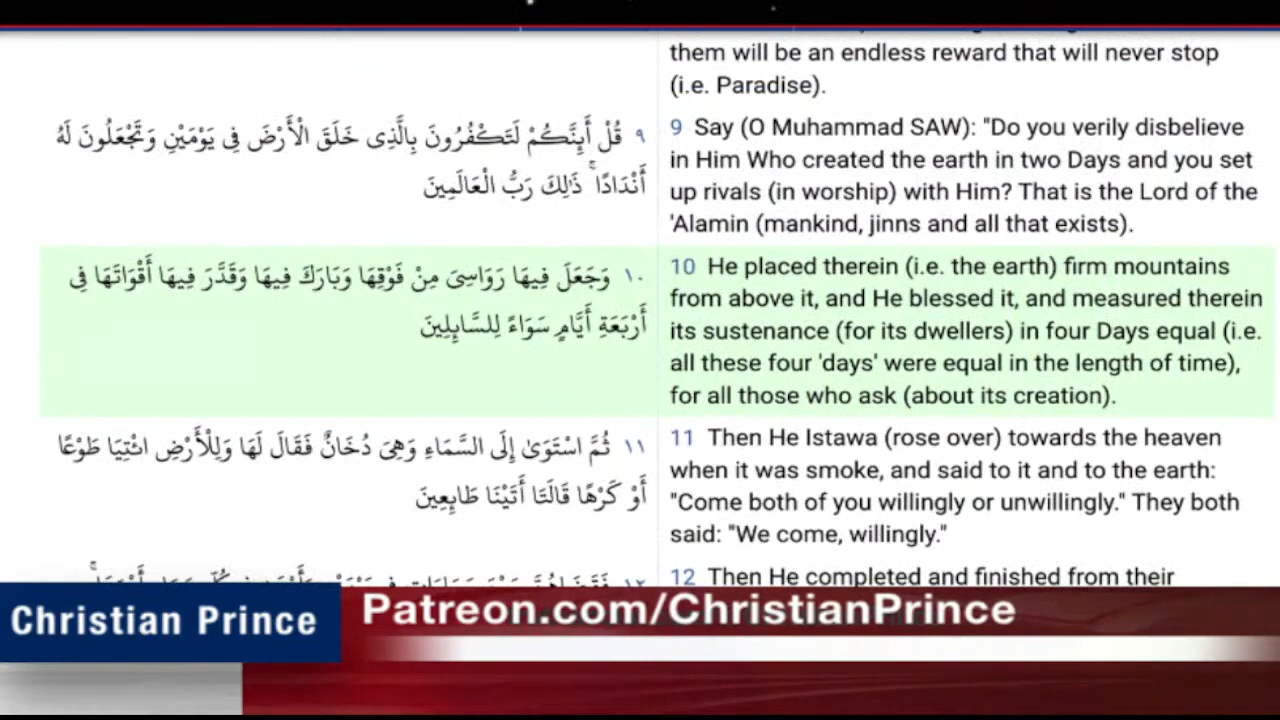 them will be an endless reward that will never stop
(i.e. Paradise).
٩ قُلْ أَئِنَّكُمْ لَتَكْفُرُونَ بِالَّذِى خَلَقَ الْأَرْضَ فِى يَوْمَيْنِ وَتَجْعَلُونَ لَهُ
أَنْدَادًا ۚ ذَٰلِكَ رَبُّ الْعَالَمِينَ
9 Say (O Muhammad SAW): "Do you verily disbelieve
in Him Who created the earth in two Days and you set
up rivals (in worship) with Him? That is the Lord of the
'Alamin (mankind, jinns and all that exists).
١٠ وَجَعَلَ فِيهَا رَوَاسِىَ مِنْ فَوْقِهَا وَبَارَكَ فِيهَا وَقَدَّرَ فِيهَا أَقْوَاتَهَا فِى
أَرْبَعَةِ أَيَّامٍ سَوَاءً لِلسَّائِلِينَ
10 He placed therein (i.e. the earth) firm mountains
from above it, and He blessed it, and measured therein
its sustenance (for its dwellers) in four Days equal (i.e.
all these four 'days' were equal in the length of time),
for all those who ask (about its creation).
١١ ثُمَّ اسْتَوَىٰ إِلَى السَّمَاءِ وَهِىَ دُخَانٌ فَقَالَ لَهَا وَلِلْأَرْضِ ائْتِيَا طَوْعًا
أَوْ كَرْهًا قَالَتَا أَتَيْنَا طَائِعِينَ
11 Then He Istawa (rose over) towards the heaven
when it was smoke, and said to it and to the earth:
"Come both of you willingly or unwillingly." They both
said: "We come, willingly."
١٢
12 Then He completed and finished from their
Christian Prince
Patreon.com/ChristianPrince